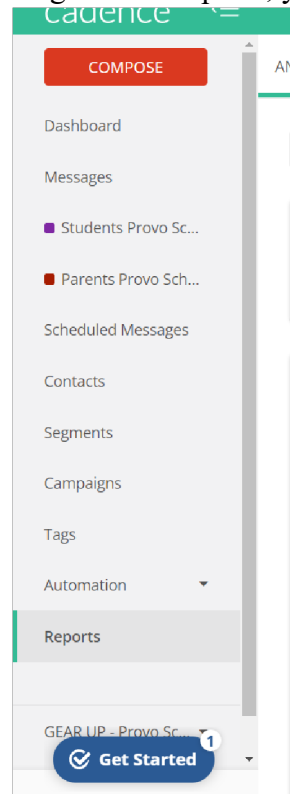 cadence
COMPOSE
Dashboard
Messages
Students Provo Sc...
Parents Provo Sch...
Scheduled Messages
Contacts
Segments
Campaigns
Tags
Automation
Reports
GEAR UP - Provo Sc...
1
Get Started